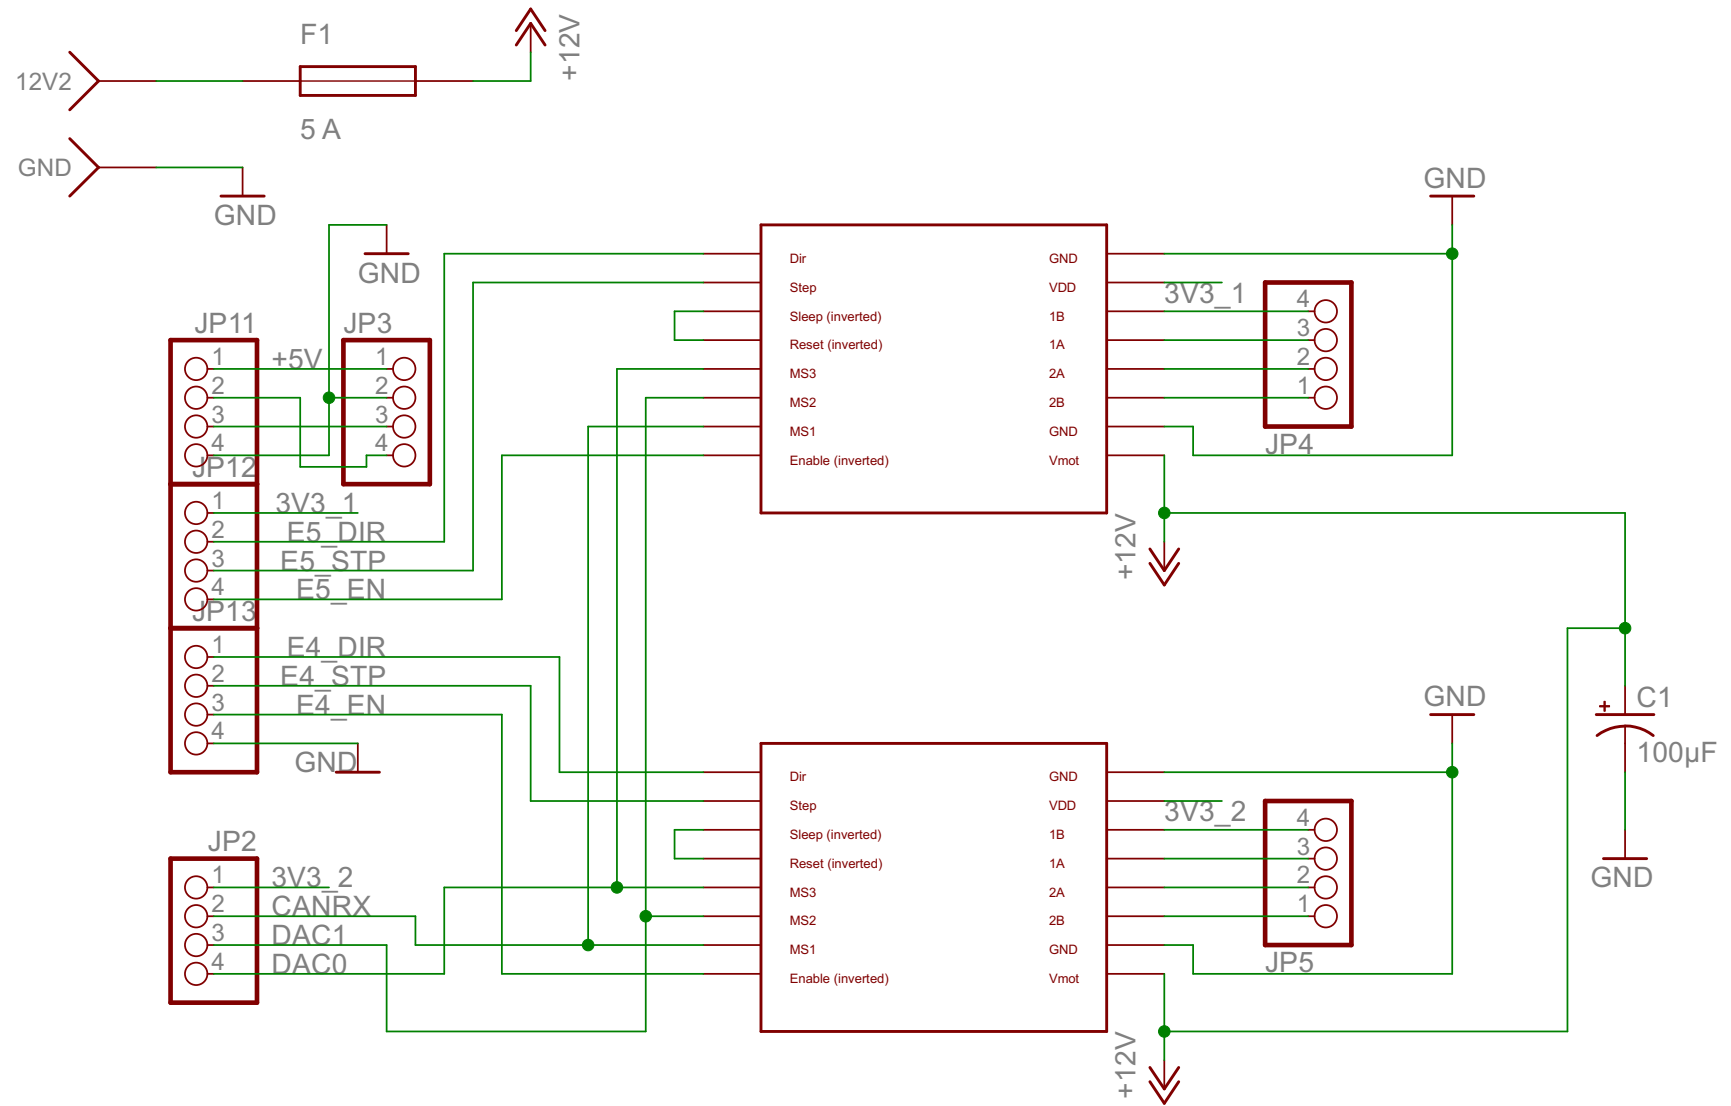 F1
+12V
12V2
5 A
GND
GND
GND
GND
JP11
JP3
1
+5V
1
2
2
3
3
4
4
JP12
1
3V3_1
2
E5_DIR
3
E5_STP
4
E5_EN
JP13
1
E4_DIR
2
E4_STP
3
E4_EN
4
GND
JP2
1
3V3_2
2
CANRX
3
DAC1
4
DAC0
Dir
GND
Step
VDD
Sleep (inverted)
1B
Reset (inverted)
1A
MS3
2A
MS2
2B
MS1
GND
Enable (inverted)
Vmot
3V3_1
4
3
2
1
JP4
+12V
GND
Dir
GND
Step
VDD
Sleep (inverted)
1B
Reset (inverted)
1A
MS3
2A
MS2
2B
MS1
GND
Enable (inverted)
Vmot
3V3_2
4
3
2
1
JP5
+12V
+
C1
100µF
GND